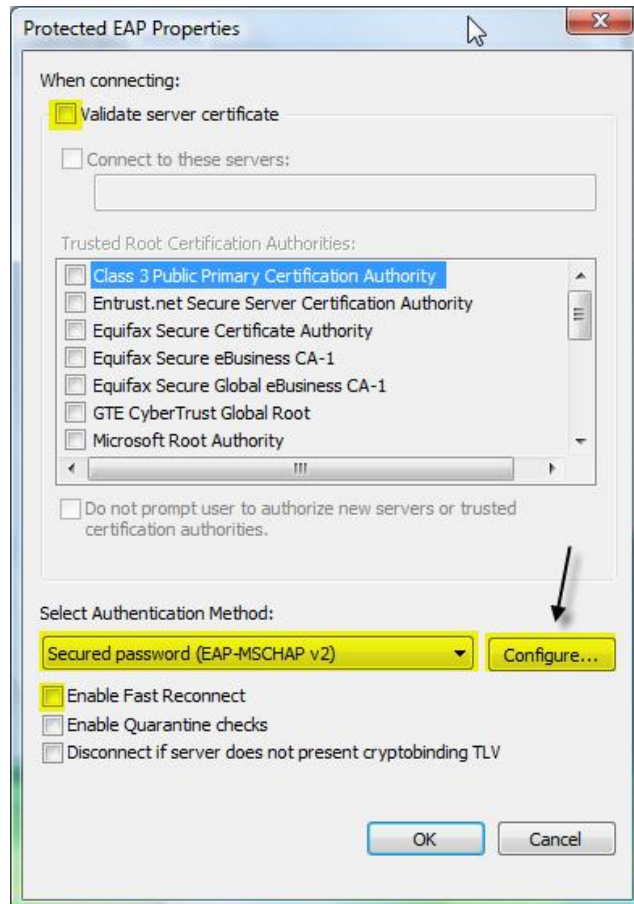 Protected EAP Properties
When connecting:
Validate server certificate
Connect to these servers:
Trusted Root Certification Authorities:
Class 3 Public Primary Certification Authority
Entrust.net Secure Server Certification Authority
Equifax Secure Certificate Authority
Equifax Secure eBusiness CA-1
Equifax Secure Global eBusiness CA-1
GTE CyberTrust Global Root
Microsoft Root Authority
Do not prompt user to authorize new servers or trusted
certification authorities.
Select Authentication Method:
Secured password (EAP-MSCHAP v2) Configure...
Enable Fast Reconnect
Enable Quarantine checks
Disconnect if server does not present cryptobinding TLV
OK Cancel